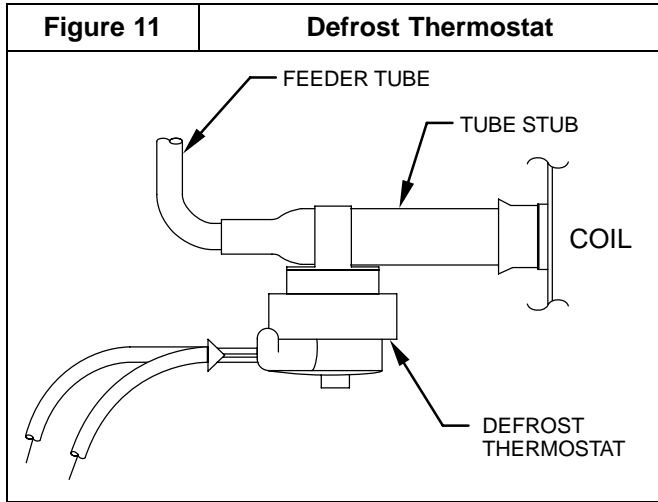 Figure 11 Defrost Thermostat
FEEDER TUBE
TUBE STUB
COIL
DEFROST
THERMOSTAT